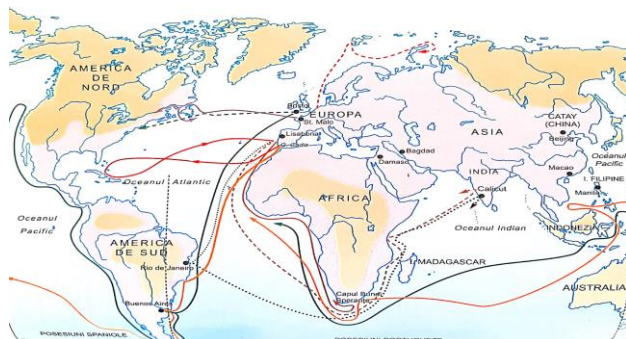 AMERICA
DE
NORD
Bristol
EUROPA
St. Malo
Lisabona
ASIA
CATAY
(CHINA)
Beijing
Oceanul
Pacific
Bagdad
Damasc
INDIA
Macao
I. FILIPINE
Manila
Calicut
Oceanul Atlantic
AFRICA
Oceanul
Pacific
Oceanul Indian
INDONEZIA
AMERICA
DE SUD
Rio de Janeiro
I. MADAGASCAR
AUSTRALIA
Buenos Aires
Capul Bunei
Speranțe
POSESIUNI SPANIOLE